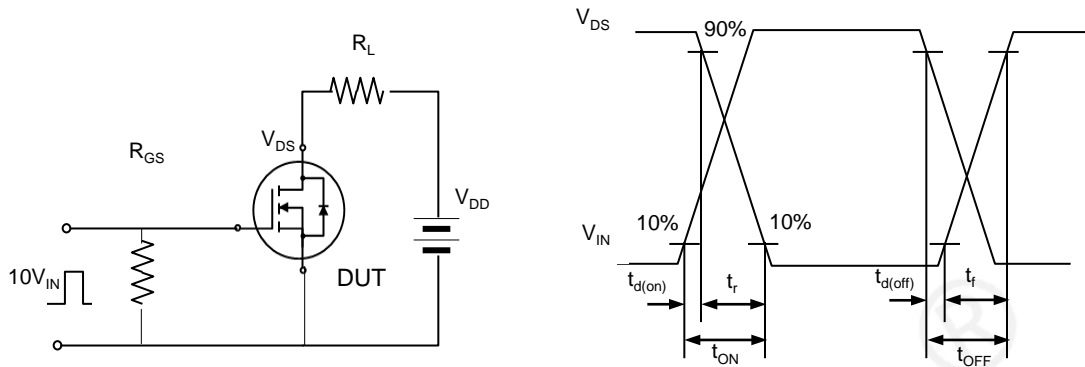 R_L
V_DS
R_GS
V_DD
10V_IN
DUT
V_DS
90%
10%
10%
V_IN
t_d(on)
t_r
t_d(off)
t_f
t_ON
t_OFF